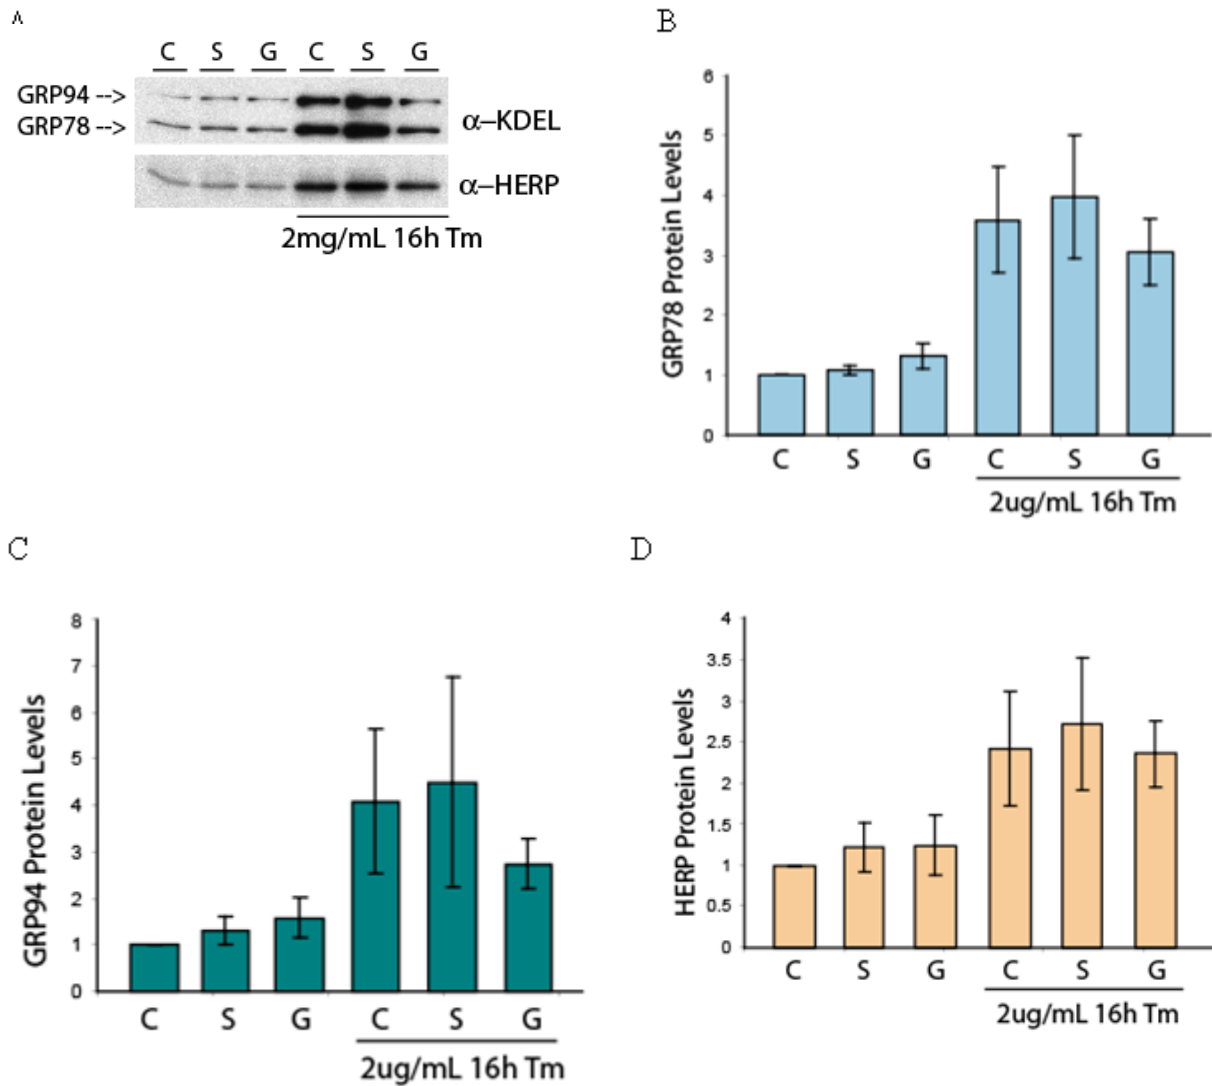 A
C S G C S G
GRP94 -->
GRP78 -->
α–KDEL
α–HERP
2mg/mL 16h Tm
B
GRP78 Protein Levels
6
5
4
3
2
1
0
C S G C S G
2ug/mL 16h Tm
C
GRP94 Protein Levels
8
7
6
5
4
3
2
1
0
C S G C S G
2ug/mL 16h Tm
D
HERP Protein Levels
4
3.5
3
2.5
2
1.5
1
0.5
0
C S G C S G
2ug/mL 16h Tm